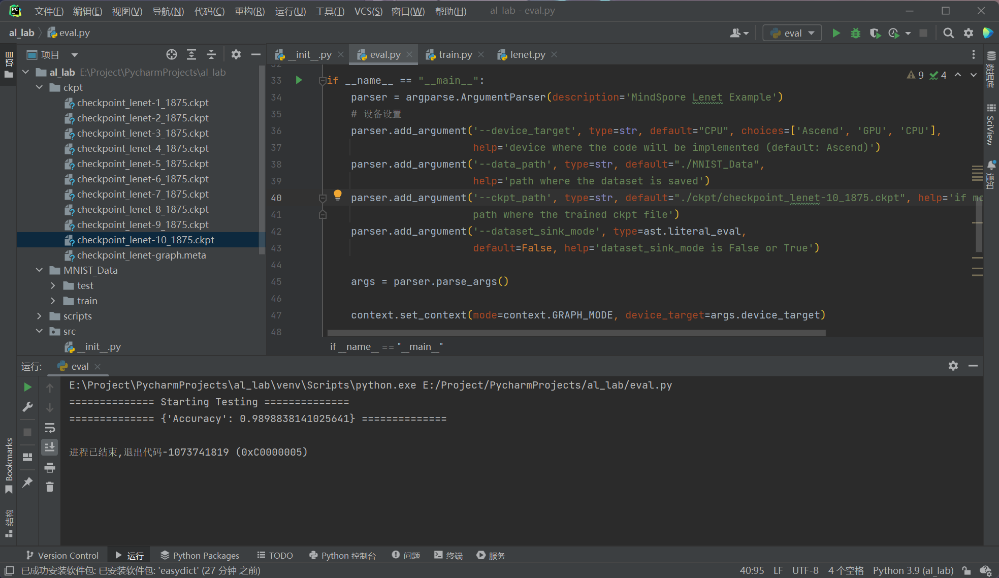 文件(F) 编辑(E) 视图(V) 导航(N) 代码(C) 重构(R) 运行(U) 工具(T) VCS(S) 窗口(W) 帮助(H) al_lab - eval.py
al_lab eval.py
eval
项目
__init__.py eval.py train.py lenet.py
al_lab E:\Project\PycharmProjects\al_lab
ckpt
checkpoint_lenet-1_1875.ckpt
checkpoint_lenet-2_1875.ckpt
checkpoint_lenet-3_1875.ckpt
checkpoint_lenet-4_1875.ckpt
checkpoint_lenet-5_1875.ckpt
checkpoint_lenet-6_1875.ckpt
checkpoint_lenet-7_1875.ckpt
checkpoint_lenet-8_1875.ckpt
checkpoint_lenet-9_1875.ckpt
checkpoint_lenet-10_1875.ckpt
checkpoint_lenet-graph.meta
MNIST_Data
test
train
scripts
src
__init__.py
9 4
32
33 if __name__ == "__main__":
34 parser = argparse.ArgumentParser(description='MindSpore Lenet Example')
35 # 设备设置
36 parser.add_argument('--device_target', type=str, default="CPU", choices=['Ascend', 'GPU', 'CPU'],
37 help='device where the code will be implemented (default: Ascend)')
38 parser.add_argument('--data_path', type=str, default="./MNIST_Data",
39 help='path where the dataset is saved')
40 parser.add_argument('--ckpt_path', type=str, default="./ckpt/checkpoint_lenet-10_1875.ckpt", help='if mo
41 path where the trained ckpt file')
42 parser.add_argument('--dataset_sink_mode', type=ast.literal_eval,
43 default=False, help='dataset_sink_mode is False or True')
44
45 args = parser.parse_args()
46
47 context.set_context(mode=context.GRAPH_MODE, device_target=args.device_target)
48
if __name__ == "__main__"
项目
Bookmarks
结构
数据库
SciView
通知
运行: eval
E:\Project\PycharmProjects\al_lab\venv\Scripts\python.exe E:/Project/PycharmProjects/al_lab/eval.py
============== Starting Testing ==============
============== {'Accuracy': 0.9898838141025641} ==============
进程已结束,退出代码-1073741819 (0xC0000005)
Version Control 运行 Python Packages TODO Python 控制台 问题 终端 服务
已成功安装软件包: 已安装软件包: 'easydict' (27 分钟 之前) 40:95 LF UTF-8 4 个空格 Python 3.9 (al_lab)